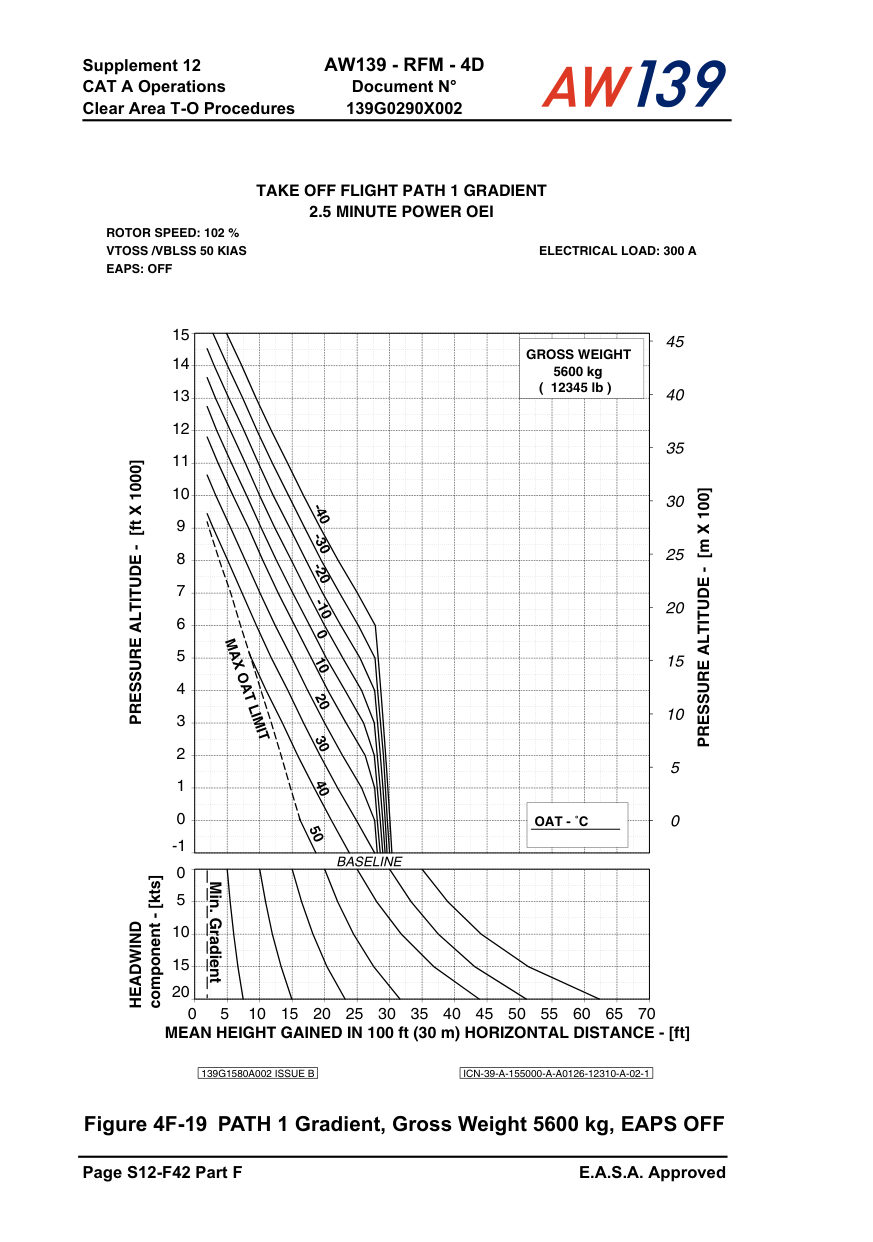 Supplement 12
CAT A Operations
Clear Area T-O Procedures
AW139 - RFM - 4D
Document N°
139G0290X002
AW139
TAKE OFF FLIGHT PATH 1 GRADIENT
2.5 MINUTE POWER OEI
ROTOR SPEED: 102 %
VTOSS /VBLSS 50 KIAS
EAPS: OFF
ELECTRICAL LOAD: 300 A
GROSS WEIGHT
5600 kg
( 12345 lb )
PRESSURE ALTITUDE - [ft X 1000]
15
14
13
12
11
10
9
8
7
6
5
4
3
2
1
0
-1
45
40
35
30
25
20
15
10
5
0
PRESSURE ALTITUDE - [m X 100]
-40
-30
-20
-10
0
10
20
30
40
50
MAX OAT LIMIT
OAT - °C
BASELINE
HEADWIND
component - [kts]
0
5
10
15
20
Min. Gradient
0 5 10 15 20 25 30 35 40 45 50 55 60 65 70
MEAN HEIGHT GAINED IN 100 ft (30 m) HORIZONTAL DISTANCE - [ft]
139G1580A002 ISSUE B
ICN-39-A-155000-A-A0126-12310-A-02-1
Figure 4F-19 PATH 1 Gradient, Gross Weight 5600 kg, EAPS OFF
Page S12-F42 Part F
E.A.S.A. Approved